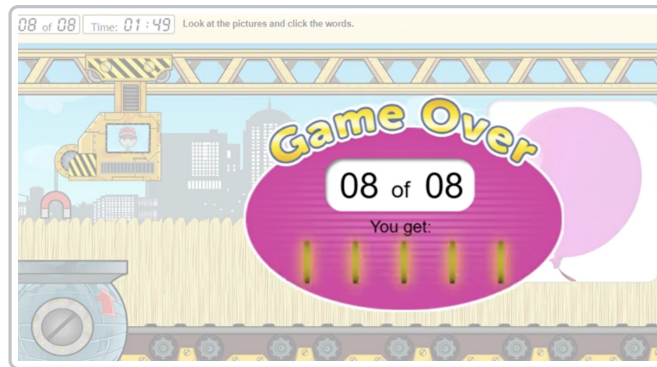 08 of 08 Time: 01:49 Look at the pictures and click the words.
Game Over
08 of 08
You get: